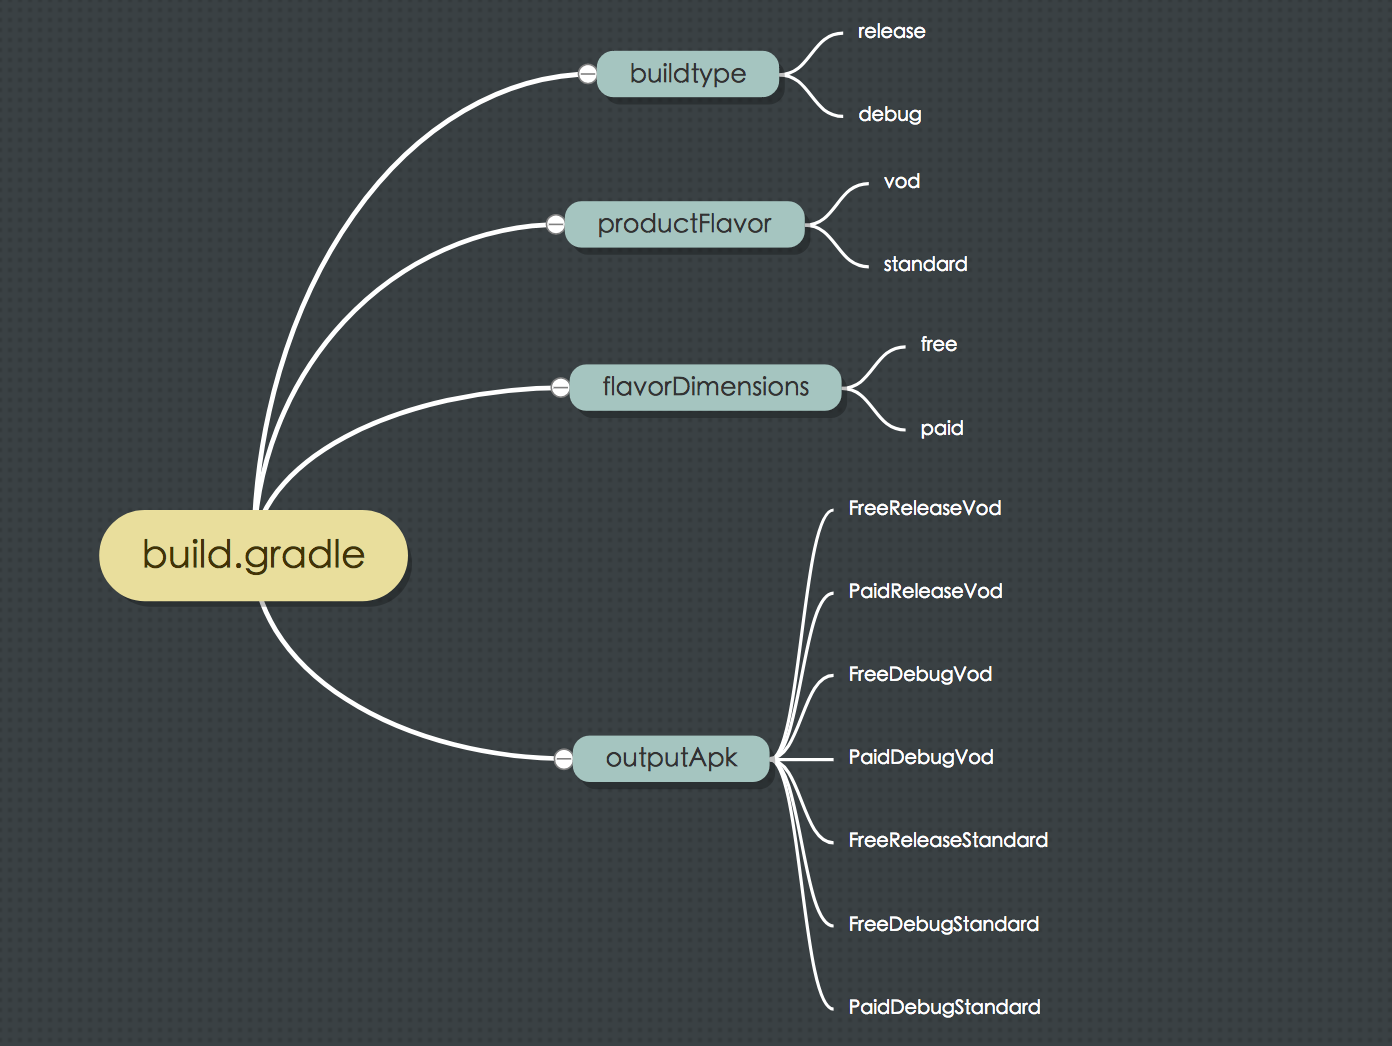 build.gradle
buildtype
release
debug
productFlavor
vod
standard
flavorDimensions
free
paid
outputApk
FreeReleaseVod
PaidReleaseVod
FreeDebugVod
PaidDebugVod
FreeReleaseStandard
FreeDebugStandard
PaidDebugStandard